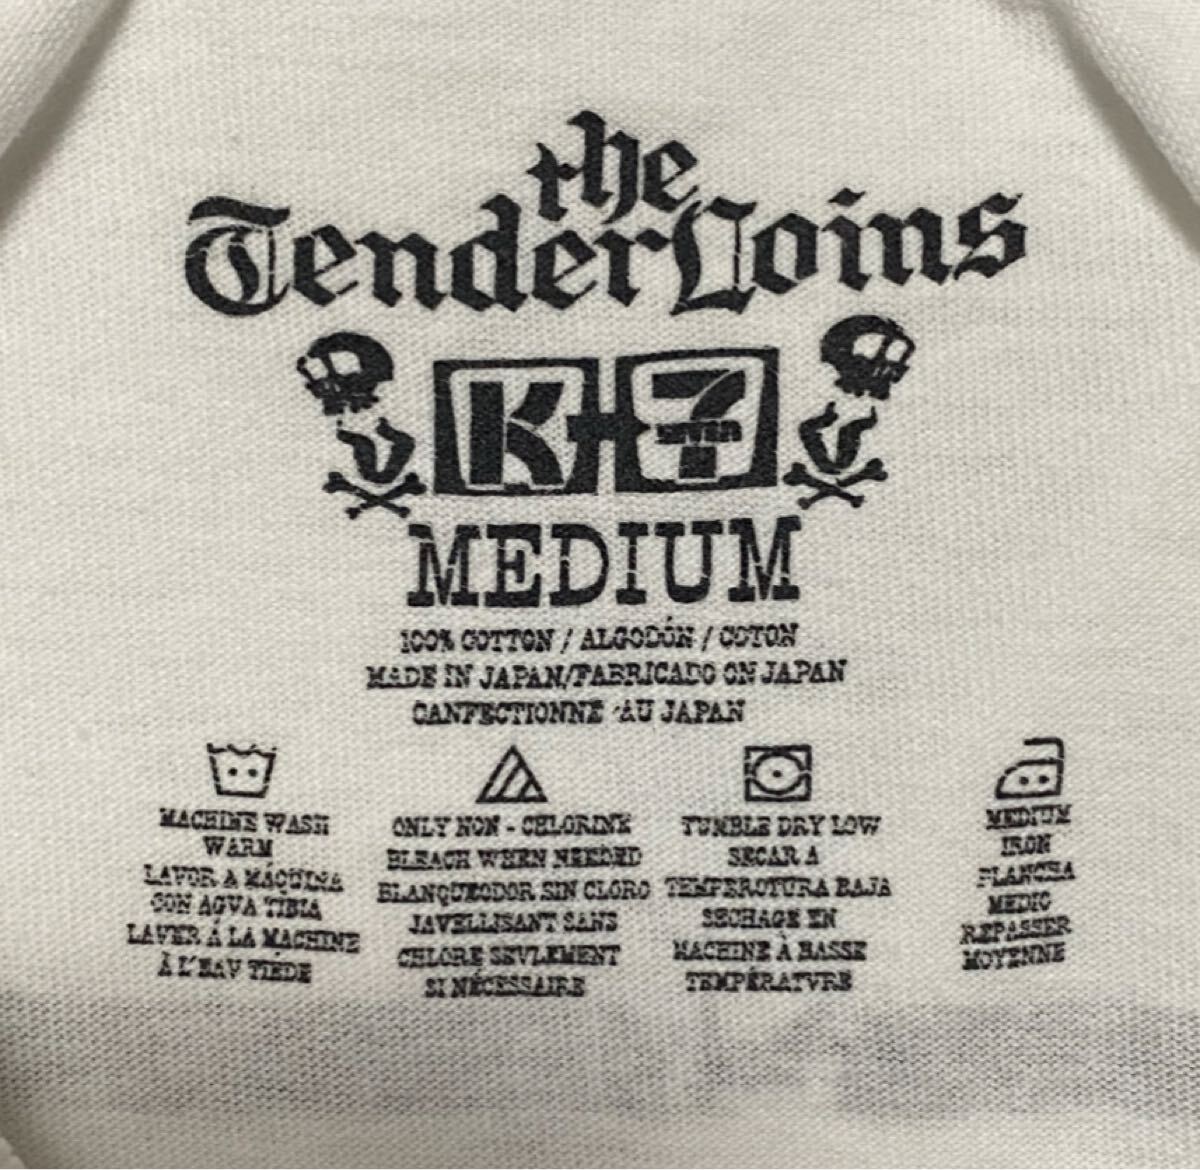 the
TenderLoins
K 7
SEVEN
MEDIUM
100% COTTON / ALGODÓN / COTON
MADE IN JAPAN/FABRICADO ON JAPAN
CANFECTIONNE AU JAPAN
MACHINE WASH
WARM
LAVOR A MÁQUINA
CON AGVA TIBIA
LAVER Á LA MACHINE
À L'EAV TIÈDE
ONLY NON - CHLORINE
BLEACH WHEN NEEDED
BLANQUEODOR SIN CLORO
JAVELLISANT SANS
CHLORE SEVLEMENT
SI NÉCESSAIRE
TUMBLE DRY LOW
SECAR A
TEMPEROTURA BAJA
SECHAGE EN
MACHINE À BASSE
TEMPÉRATVRE
MEDIUM
IRON
PLANCHA
MEDIO
REPASSER
MOYENNE